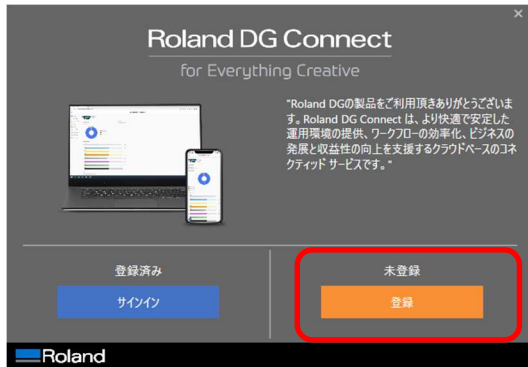 Roland DG Connect
for Everything Creative
"Roland DGの製品をご利用頂きありがとうございま
す。Roland DG Connect は、より快適で安定した
運用環境の提供、ワークフローの効率化、ビジネスの
発展と収益性の向上を支援するクラウドベースのコネ
クティッド サービスです。"
登録済み
サインイン
未登録
登録
Roland